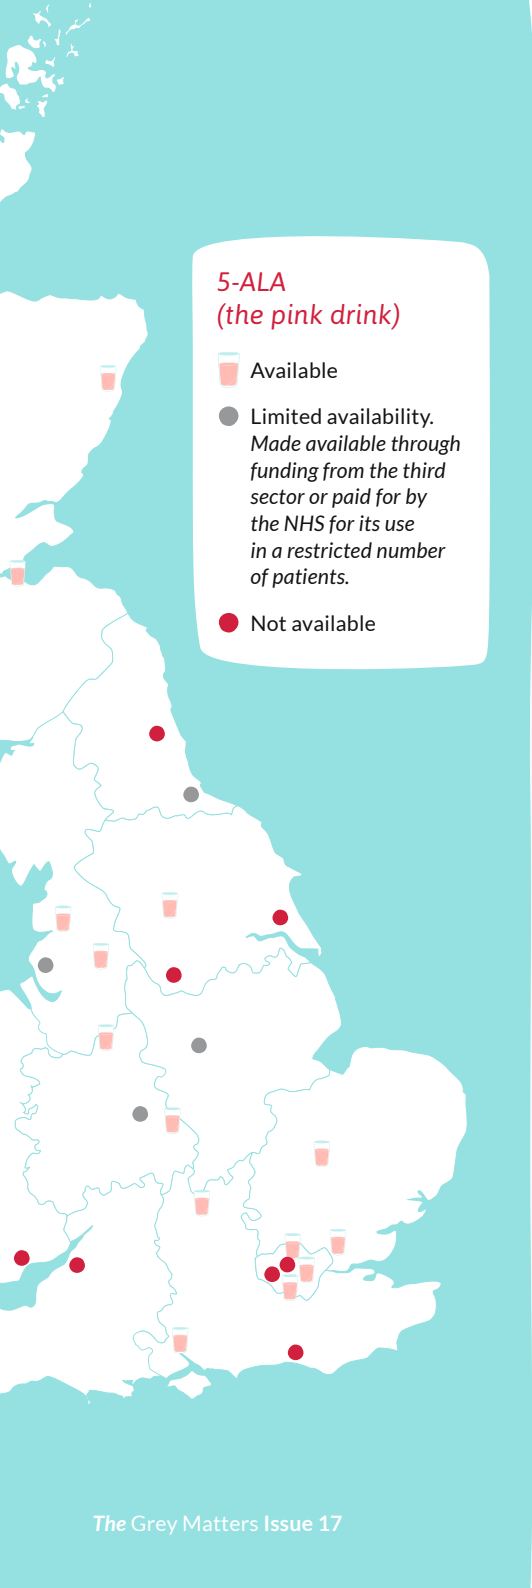 5-ALA
(the pink drink)
Available
Limited availability.
Made available through
funding from the third
sector or paid for by
the NHS for its use
in a restricted number
of patients.
Not available
The Grey Matters Issue 17